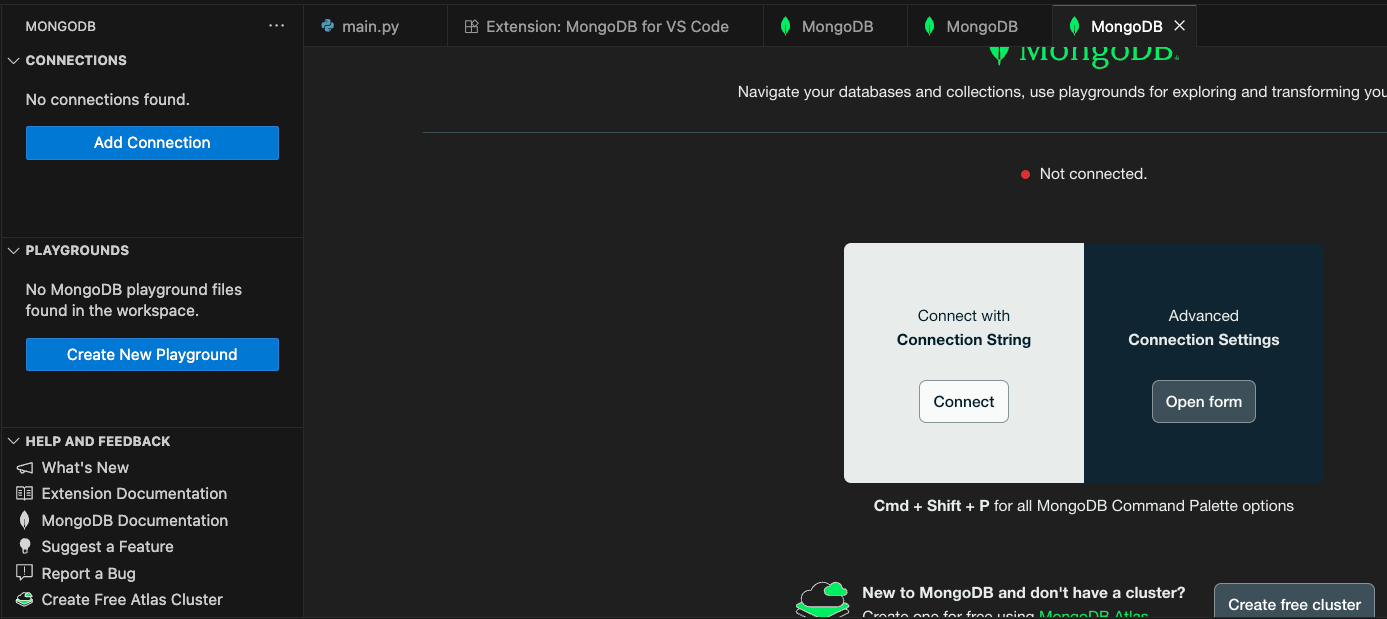 MONGODB
CONNECTIONS
No connections found.
Add Connection
PLAYGROUNDS
No MongoDB playground files
found in the workspace.
Create New Playground
HELP AND FEEDBACK
What's New
Extension Documentation
MongoDB Documentation
Suggest a Feature
Report a Bug
Create Free Atlas Cluster
main.py
Extension: MongoDB for VS Code
MongoDB
MongoDB
MongoDB
MongoDB
Navigate your databases and collections, use playgrounds for exploring and transforming
Not connected.
Connect with
Connection String
Connect
Advanced
Connection Settings
Open form
Cmd + Shift + P for all MongoDB Command Palette options
New to MongoDB and don't have a cluster?
Create one for free using MongoDB Atlas
Create free cluster